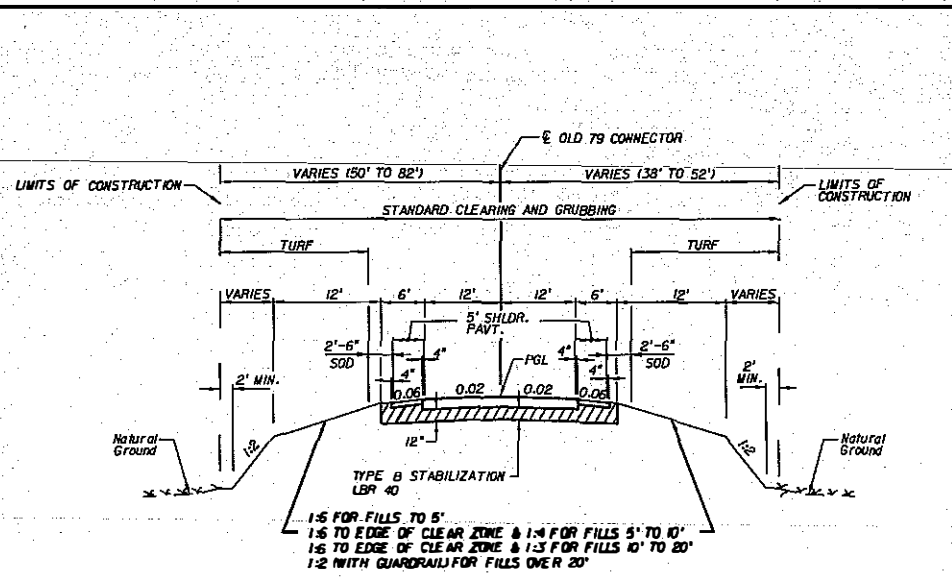 ℄ OLD 79 CONNECTOR
VARIES (50' TO 82')
VARIES (38' TO 52')
LIMITS OF CONSTRUCTION
LIMITS OF
CONSTRUCTION
STANDARD CLEARING AND GRUBBING
TURF
TURF
VARIES
12'
6'
12'
12'
6'
12'
VARIES
5' SHLDR.
PAVT.
2'-6"
SOD
4"
PGL
4"
2'-6"
SOD
2' MIN.
4"
4"
2'
MIN.
0.06
0.02
0.02
0.06
Natural
Ground
1:2
12"
1:2
Natural
Ground
TYPE B STABILIZATION
LBR 40
1:6 FOR FILLS TO 5'
1:6 TO EDGE OF CLEAR ZONE & 1:4 FOR FILLS 5' TO 10'
1:6 TO EDGE OF CLEAR ZONE & 1:3 FOR FILLS 10' TO 20'
1:2 (WITH GUARDRAIL) FOR FILLS OVER 20'